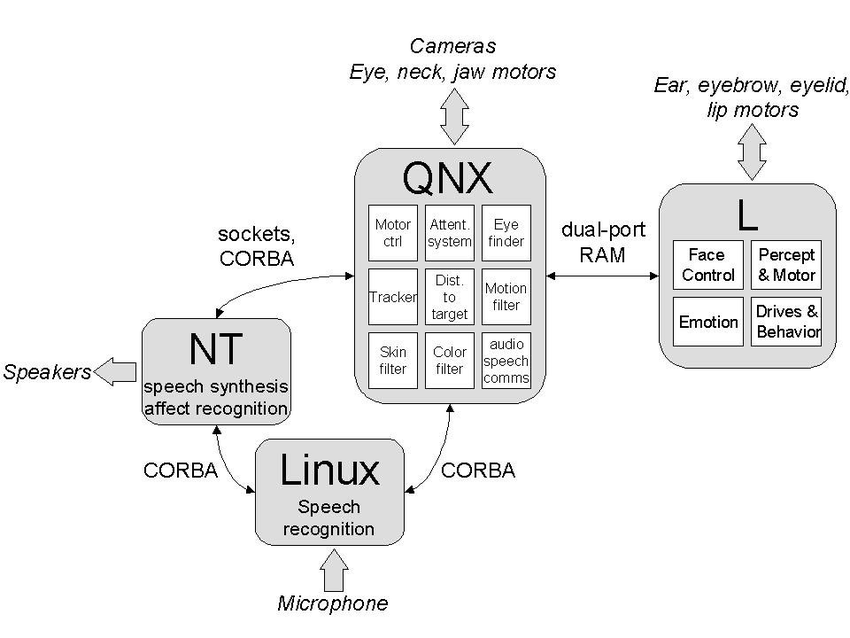 Cameras
Eye, neck, jaw motors
Ear, eyebrow, eyelid,
lip motors
QNX
Motor
ctrl
Attent.
system
Eye
finder
Tracker
Dist.
to
target
Motion
filter
Skin
filter
Color
filter
audio
speech
comms
sockets,
CORBA
dual-port
RAM
L
Face
Control
Percept
& Motor
Emotion
Drives &
Behavior
NT
speech synthesis
affect recognition
Speakers
CORBA
Linux
Speech
recognition
CORBA
Microphone